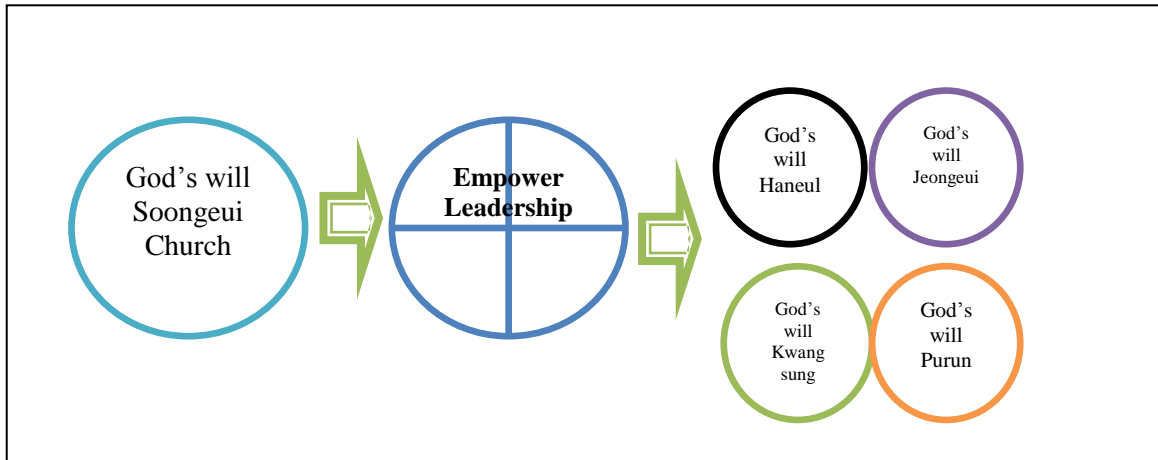 God's will
Soongeui
Church
Empower
Leadership
God's
will
Haneul
God's
will
Jeongeui
God's
will
Kwang
sung
God's
will
Purun